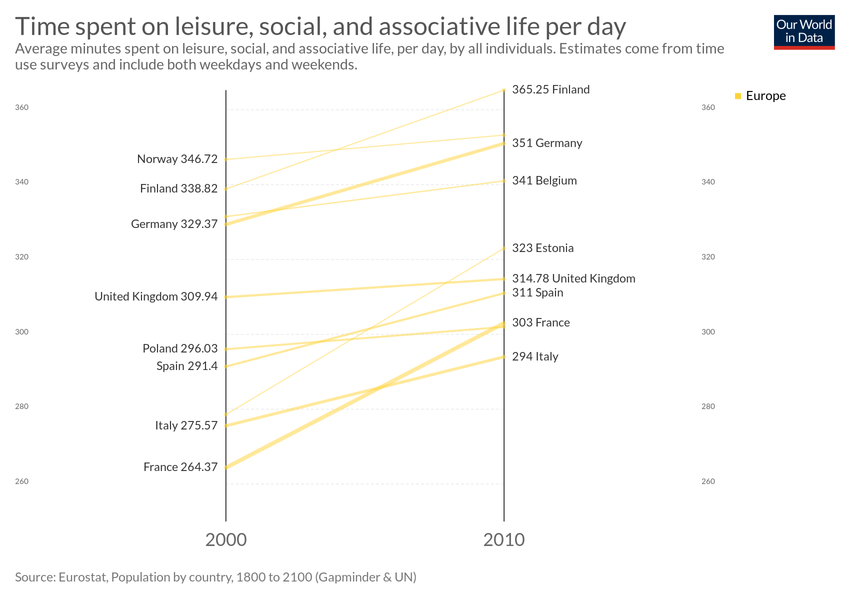 Time spent on leisure, social, and associative life per day
Our World
in Data
Average minutes spent on leisure, social, and associative life, per day, by all individuals. Estimates come from time
use surveys and include both weekdays and weekends.
365.25 Finland
Europe
360
360
351 Germany
Norway 346.72
340
341 Belgium
340
Finland 338.82
Germany 329.37
323 Estonia
320
320
314.78 United Kingdom
311 Spain
United Kingdom 309.94
303 France
300
300
Poland 296.03
294 Italy
Spain 291.4
280
280
Italy 275.57
France 264.37
260
260
2000
2010
Source: Eurostat, Population by country, 1800 to 2100 (Gapminder & UN)